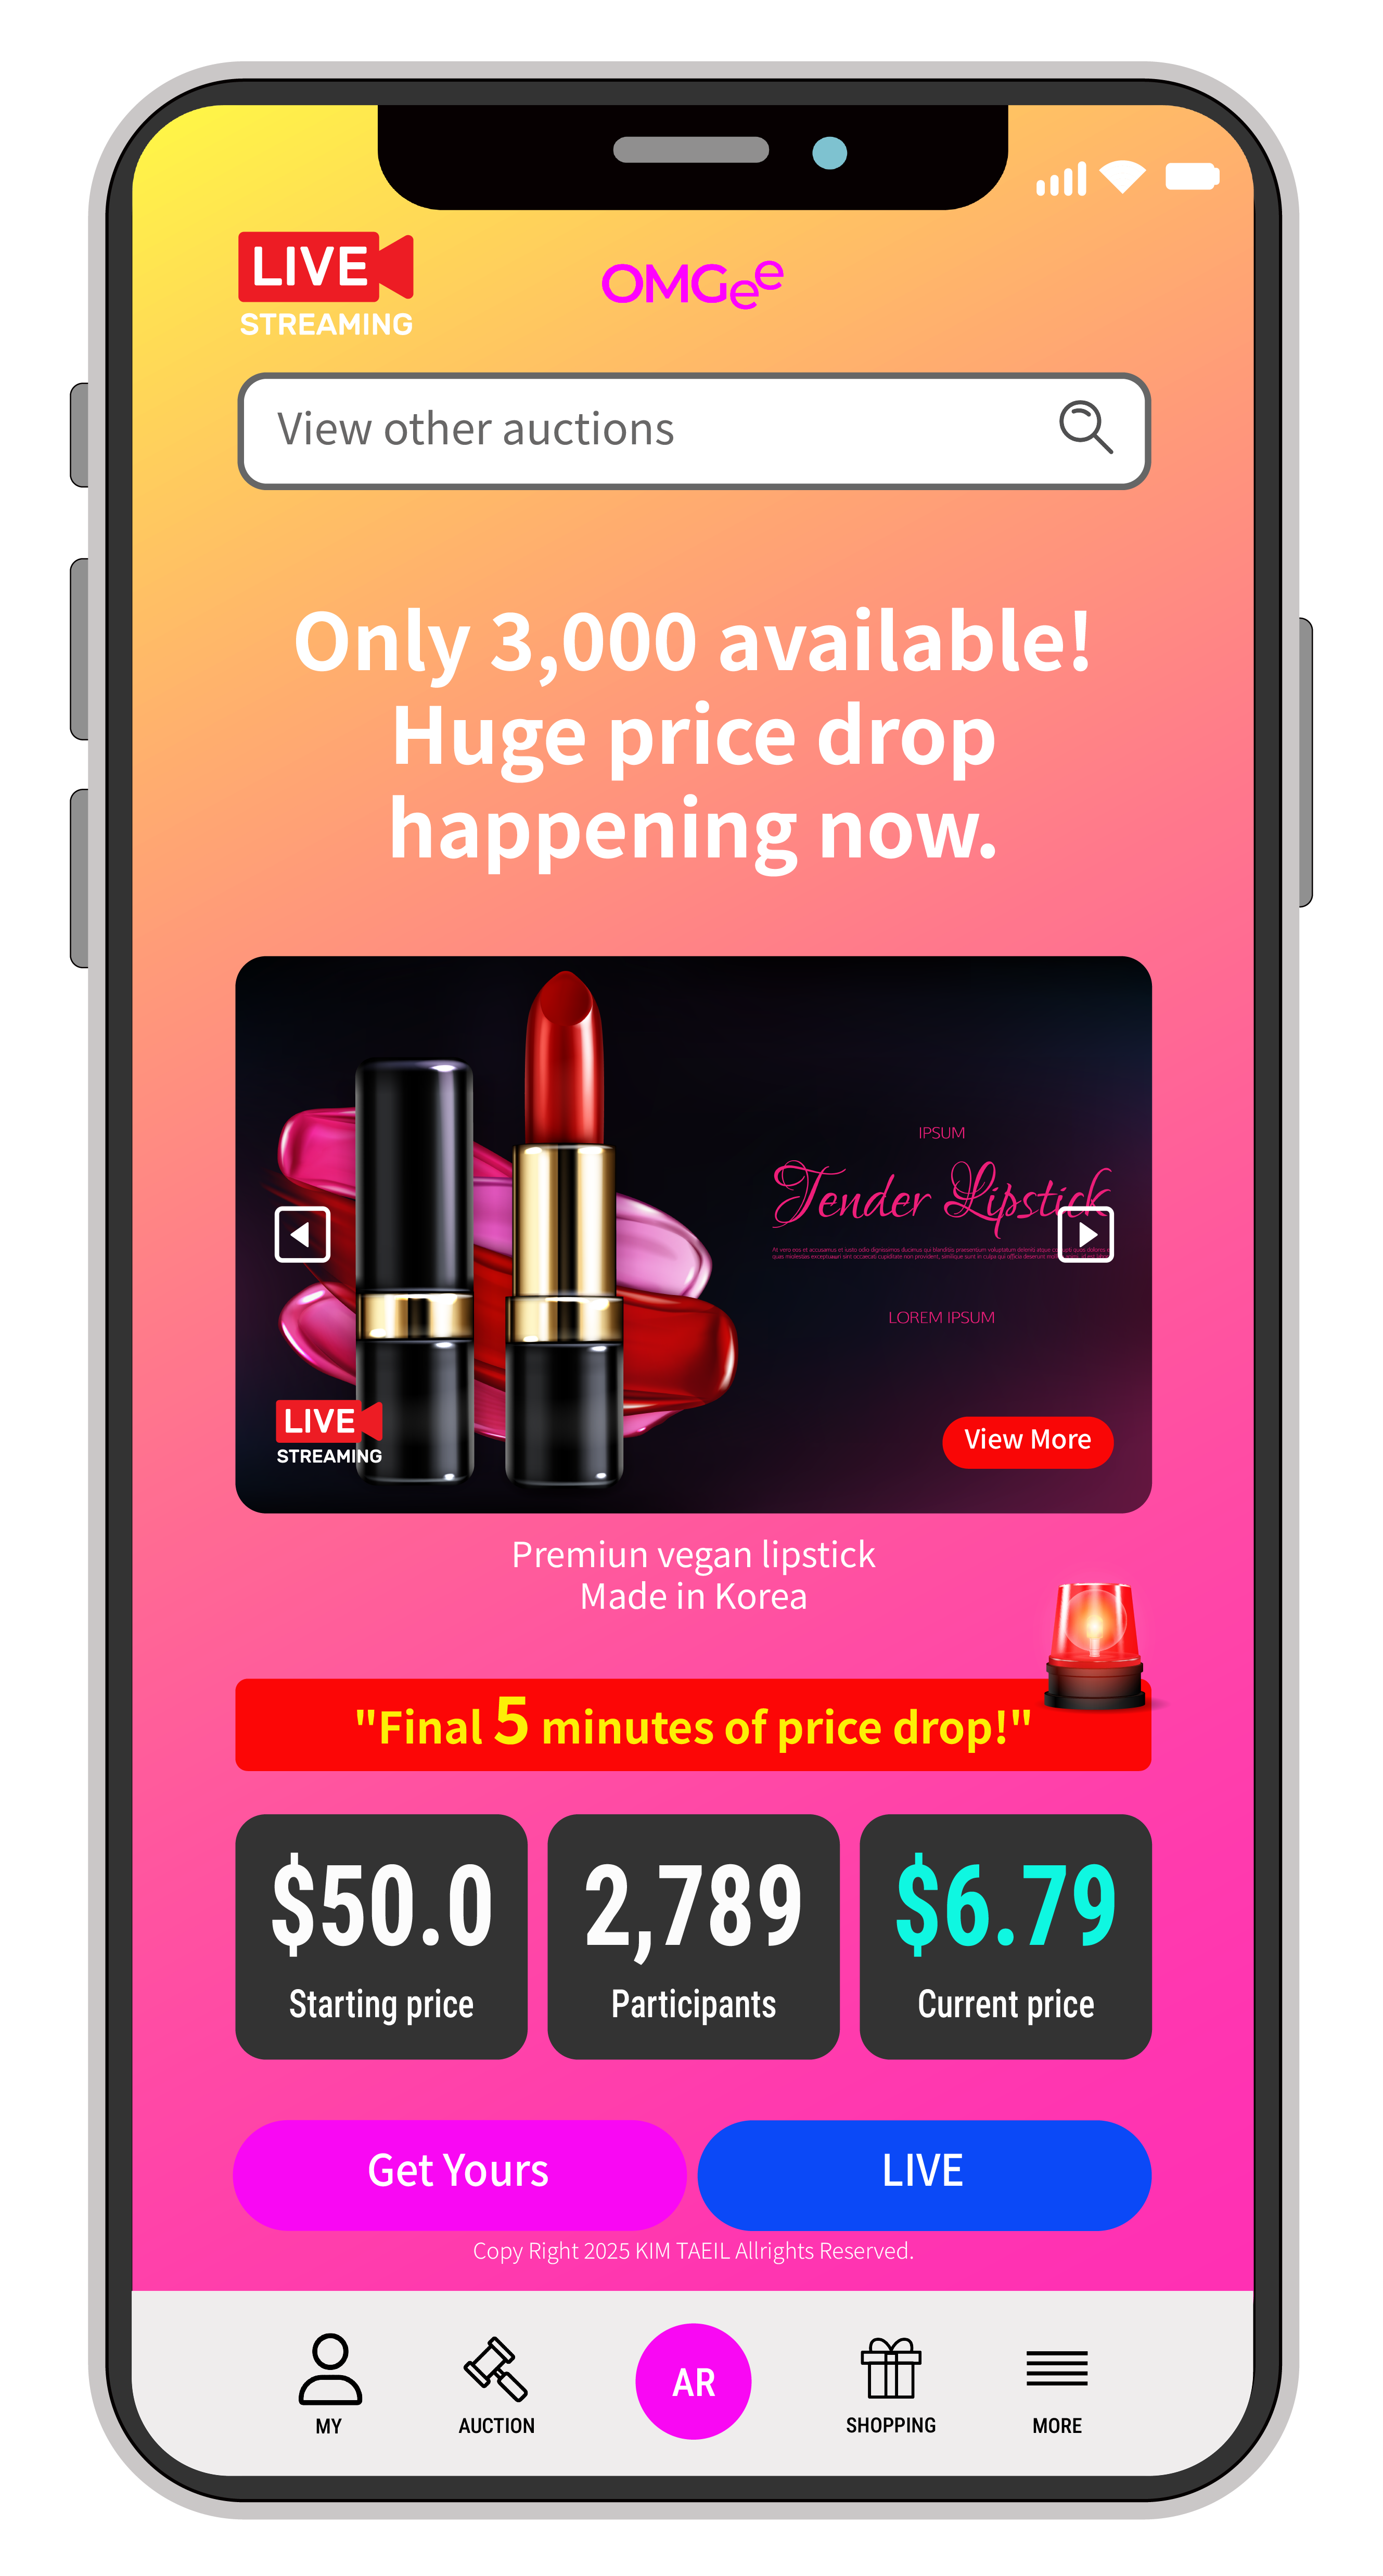 LIVE
STREAMING
OMGee
View other auctions
Only 3,000 available!
Huge price drop
happening now.
IPSUM
Tender Lipstick
LOREM IPSUM
LIVE
STREAMING
View More
Premiun vegan lipstick
Made in Korea
"Final 5 minutes of price drop!"
$50.0
Starting price
2,789
Participants
$6.79
Current price
Get Yours
LIVE
Copy Right 2025 KIM TAEIL Allrights Reserved.
MY
AUCTION
AR
SHOPPING
MORE